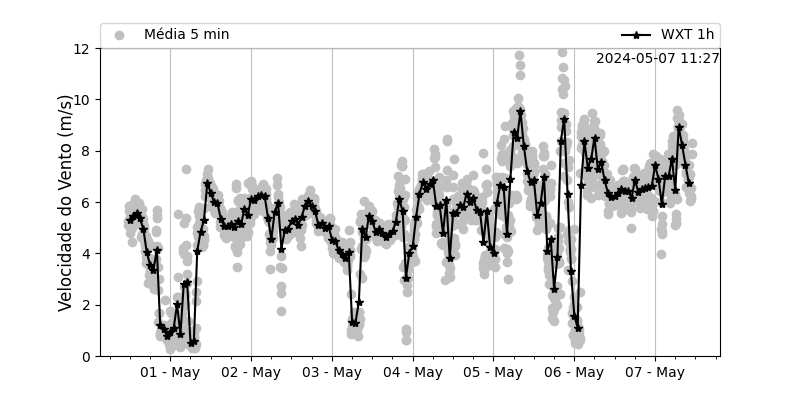 Média 5 min
WXT 1h
2024-05-07 11:27
Velocidade do Vento (m/s)
12
10
8
6
4
2
0
01 - May
02 - May
03 - May
04 - May
05 - May
06 - May
07 - May